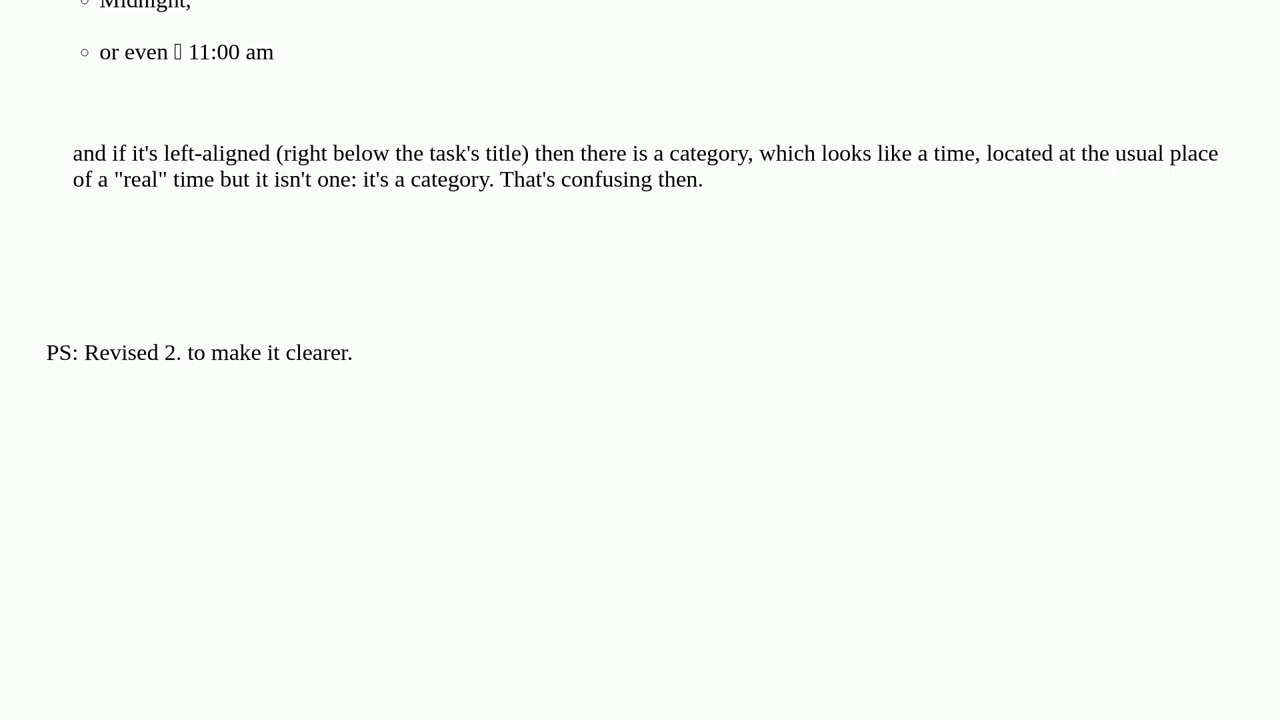 Midnight,
or even 11:00 am
and if it's left-aligned (right below the task's title) then there is a category, which looks like a time, located at the usual place
of a "real" time but it isn't one: it's a category. That's confusing then.
PS: Revised 2. to make it clearer.